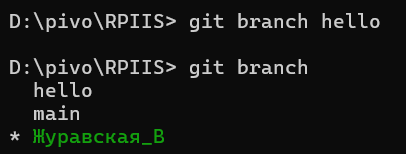 D:\pivo\RPIIS> git branch hello
D:\pivo\RPIIS> git branch
hello
main
* Журавская_В